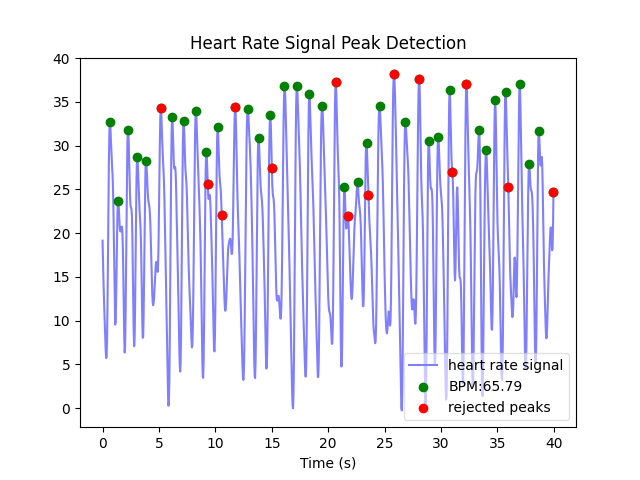 Heart Rate Signal Peak Detection
40
35
30
25
20
15
10
5
0
heart rate signal
BPM:65.79
rejected peaks
0 5 10 15 20 25 30 35 40
Time (s)